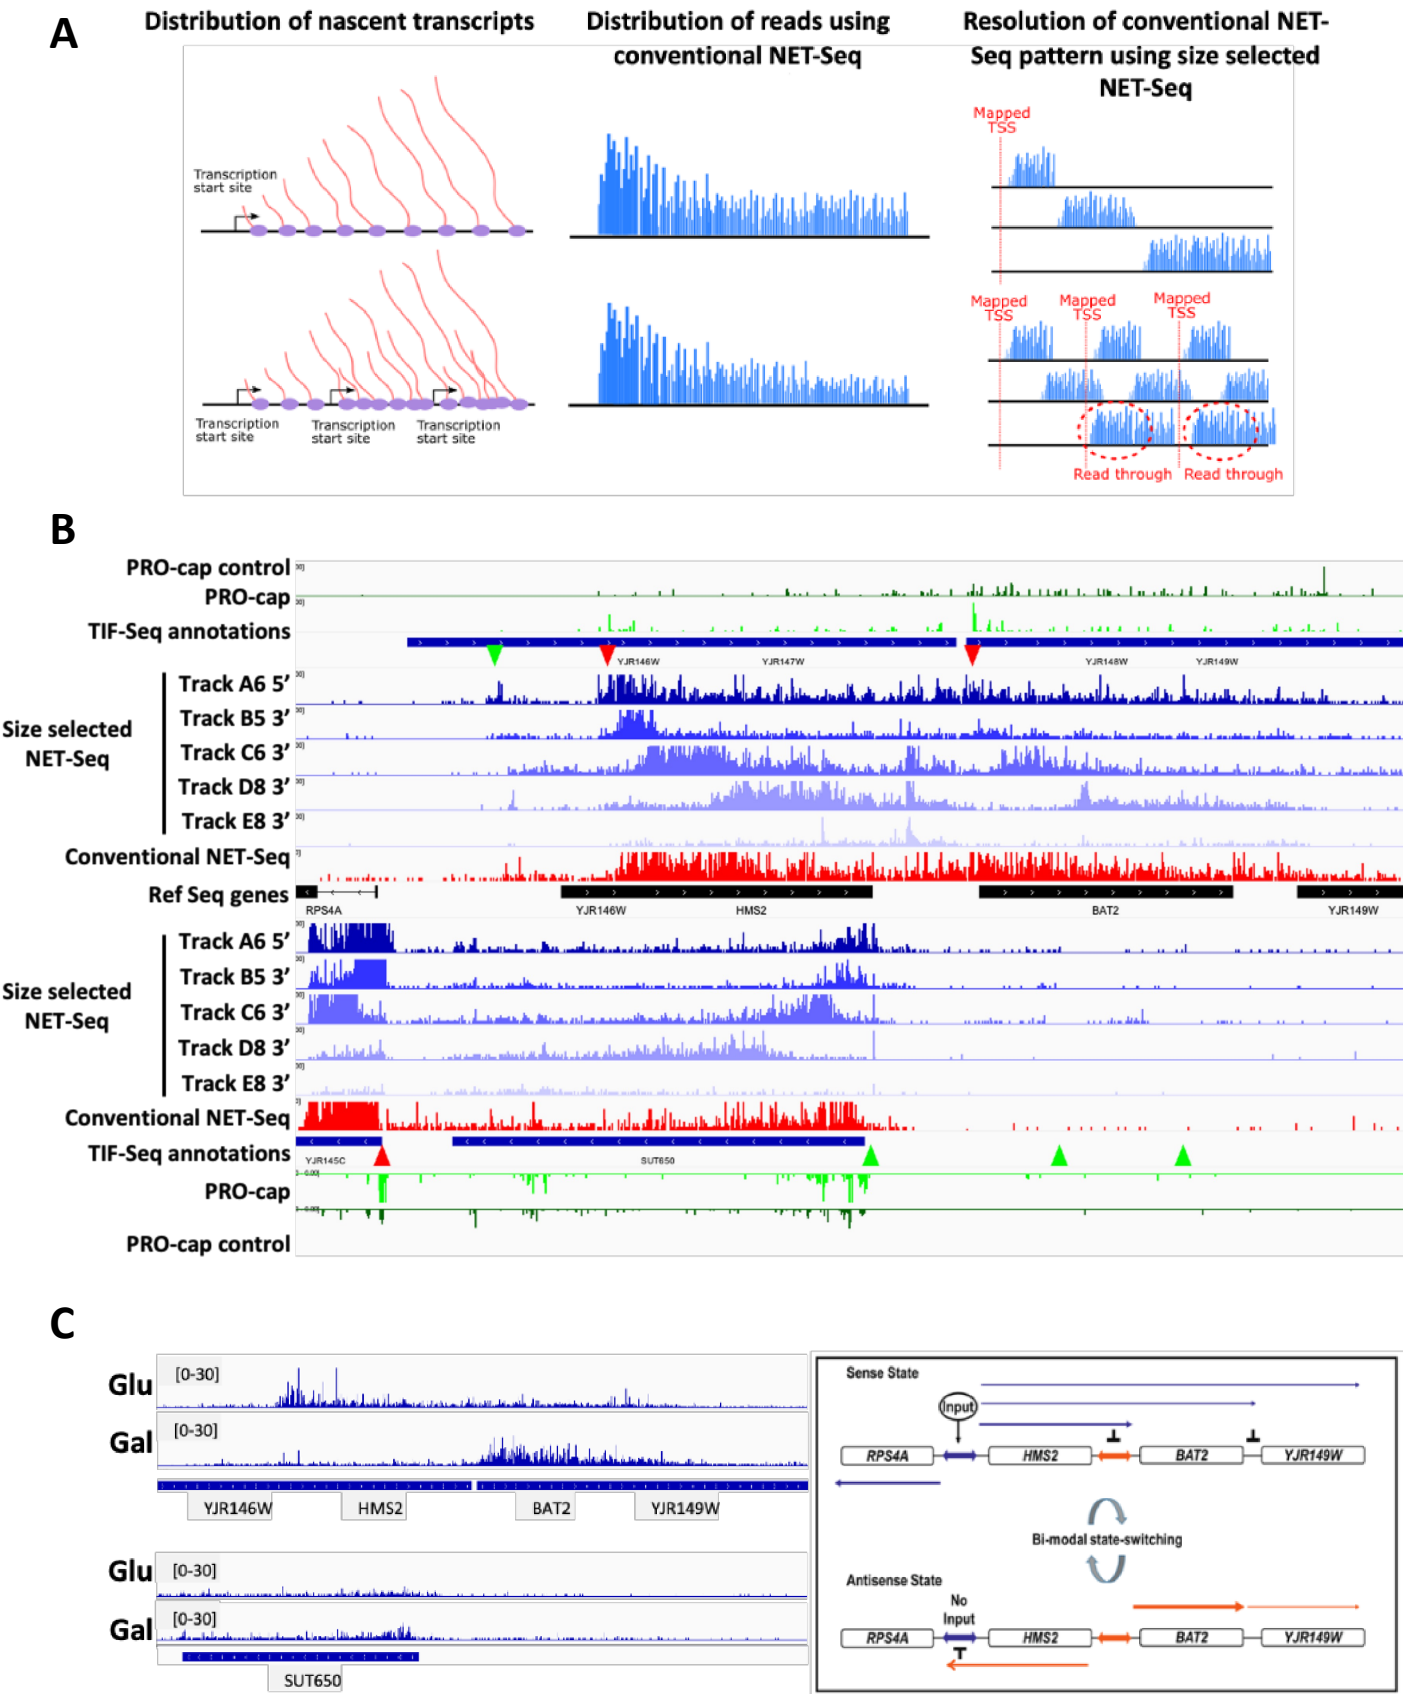 A
Distribution of nascent transcripts
Distribution of reads using
conventional NET-Seq
Resolution of conventional NET-
Seq pattern using size selected
NET-Seq
Transcription
start site
Mapped
TSS
Transcription
start site
Transcription
start site
Transcription
start site
Mapped
TSS
Mapped
TSS
Mapped
TSS
Read through
Read through
B
PRO-cap control
PRO-cap
TIF-Seq annotations
YJR146W
YJR147W
YJR148W
YJR149W
Size selected
NET-Seq
Track A6 5’
Track B5 3’
Track C6 3’
Track D8 3’
Track E8 3’
Conventional NET-Seq
Ref Seq genes
RPS4A
YJR146W
HMS2
BAT2
YJR149W
Size selected
NET-Seq
Track A6 5’
Track B5 3’
Track C6 3’
Track D8 3’
Track E8 3’
Conventional NET-Seq
TIF-Seq annotations
YJR145C
SUT650
PRO-cap
PRO-cap control
C
Glu
[0-30]
Gal
[0-30]
YJR146W
HMS2
BAT2
YJR149W
Glu
[0-30]
Gal
[0-30]
SUT650
Sense State
Input
RPS4A
HMS2
BAT2
YJR149W
Bi-modal state-switching
Antisense State
No
Input
RPS4A
HMS2
BAT2
YJR149W